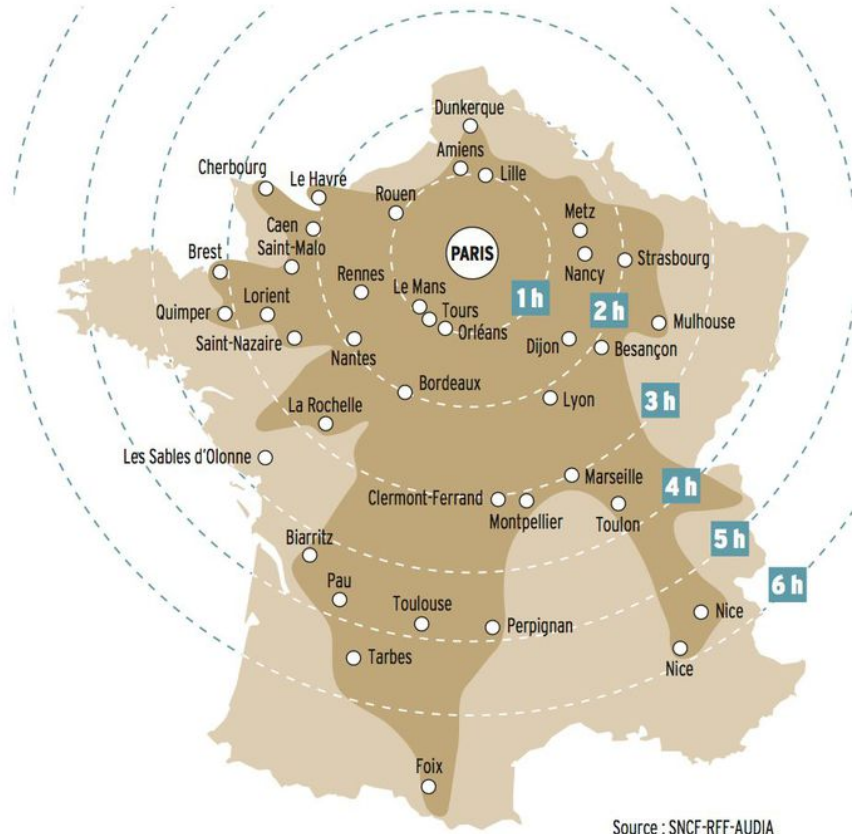 Dunkerque
Amiens
Lille
Cherbourg
Le Havre
Rouen
Caen
Metz
Saint-Malo
PARIS
Brest
Nancy
Strasbourg
Rennes
Le Mans
1 h
2 h
Quimper
Lorient
Tours
Orléans
Mulhouse
Saint-Nazaire
Nantes
Dijon
Besançon
Bordeaux
Lyon
3 h
La Rochelle
Les Sables d'Olonne
Marseille
4 h
Clermont-Ferrand
Montpellier
Toulon
Biarritz
5 h
Pau
6 h
Toulouse
Perpignan
Nice
Tarbes
Nice
Foix
Source : SNCF-RFF-AUDIA